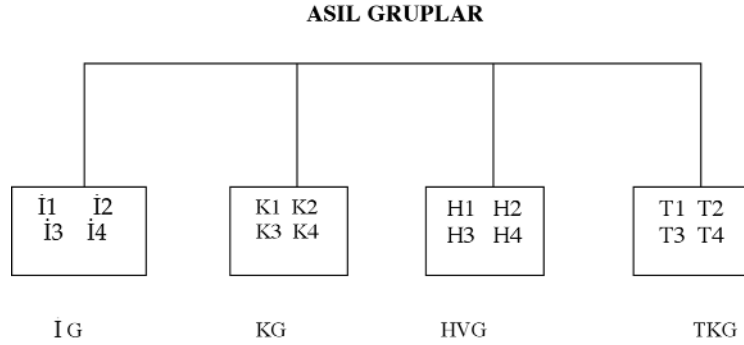 ASIL GRUPLAR
İ1 İ2
İ3 İ4
K1 K2
K3 K4
H1 H2
H3 H4
T1 T2
T3 T4
İG
KG
HVG
TKG